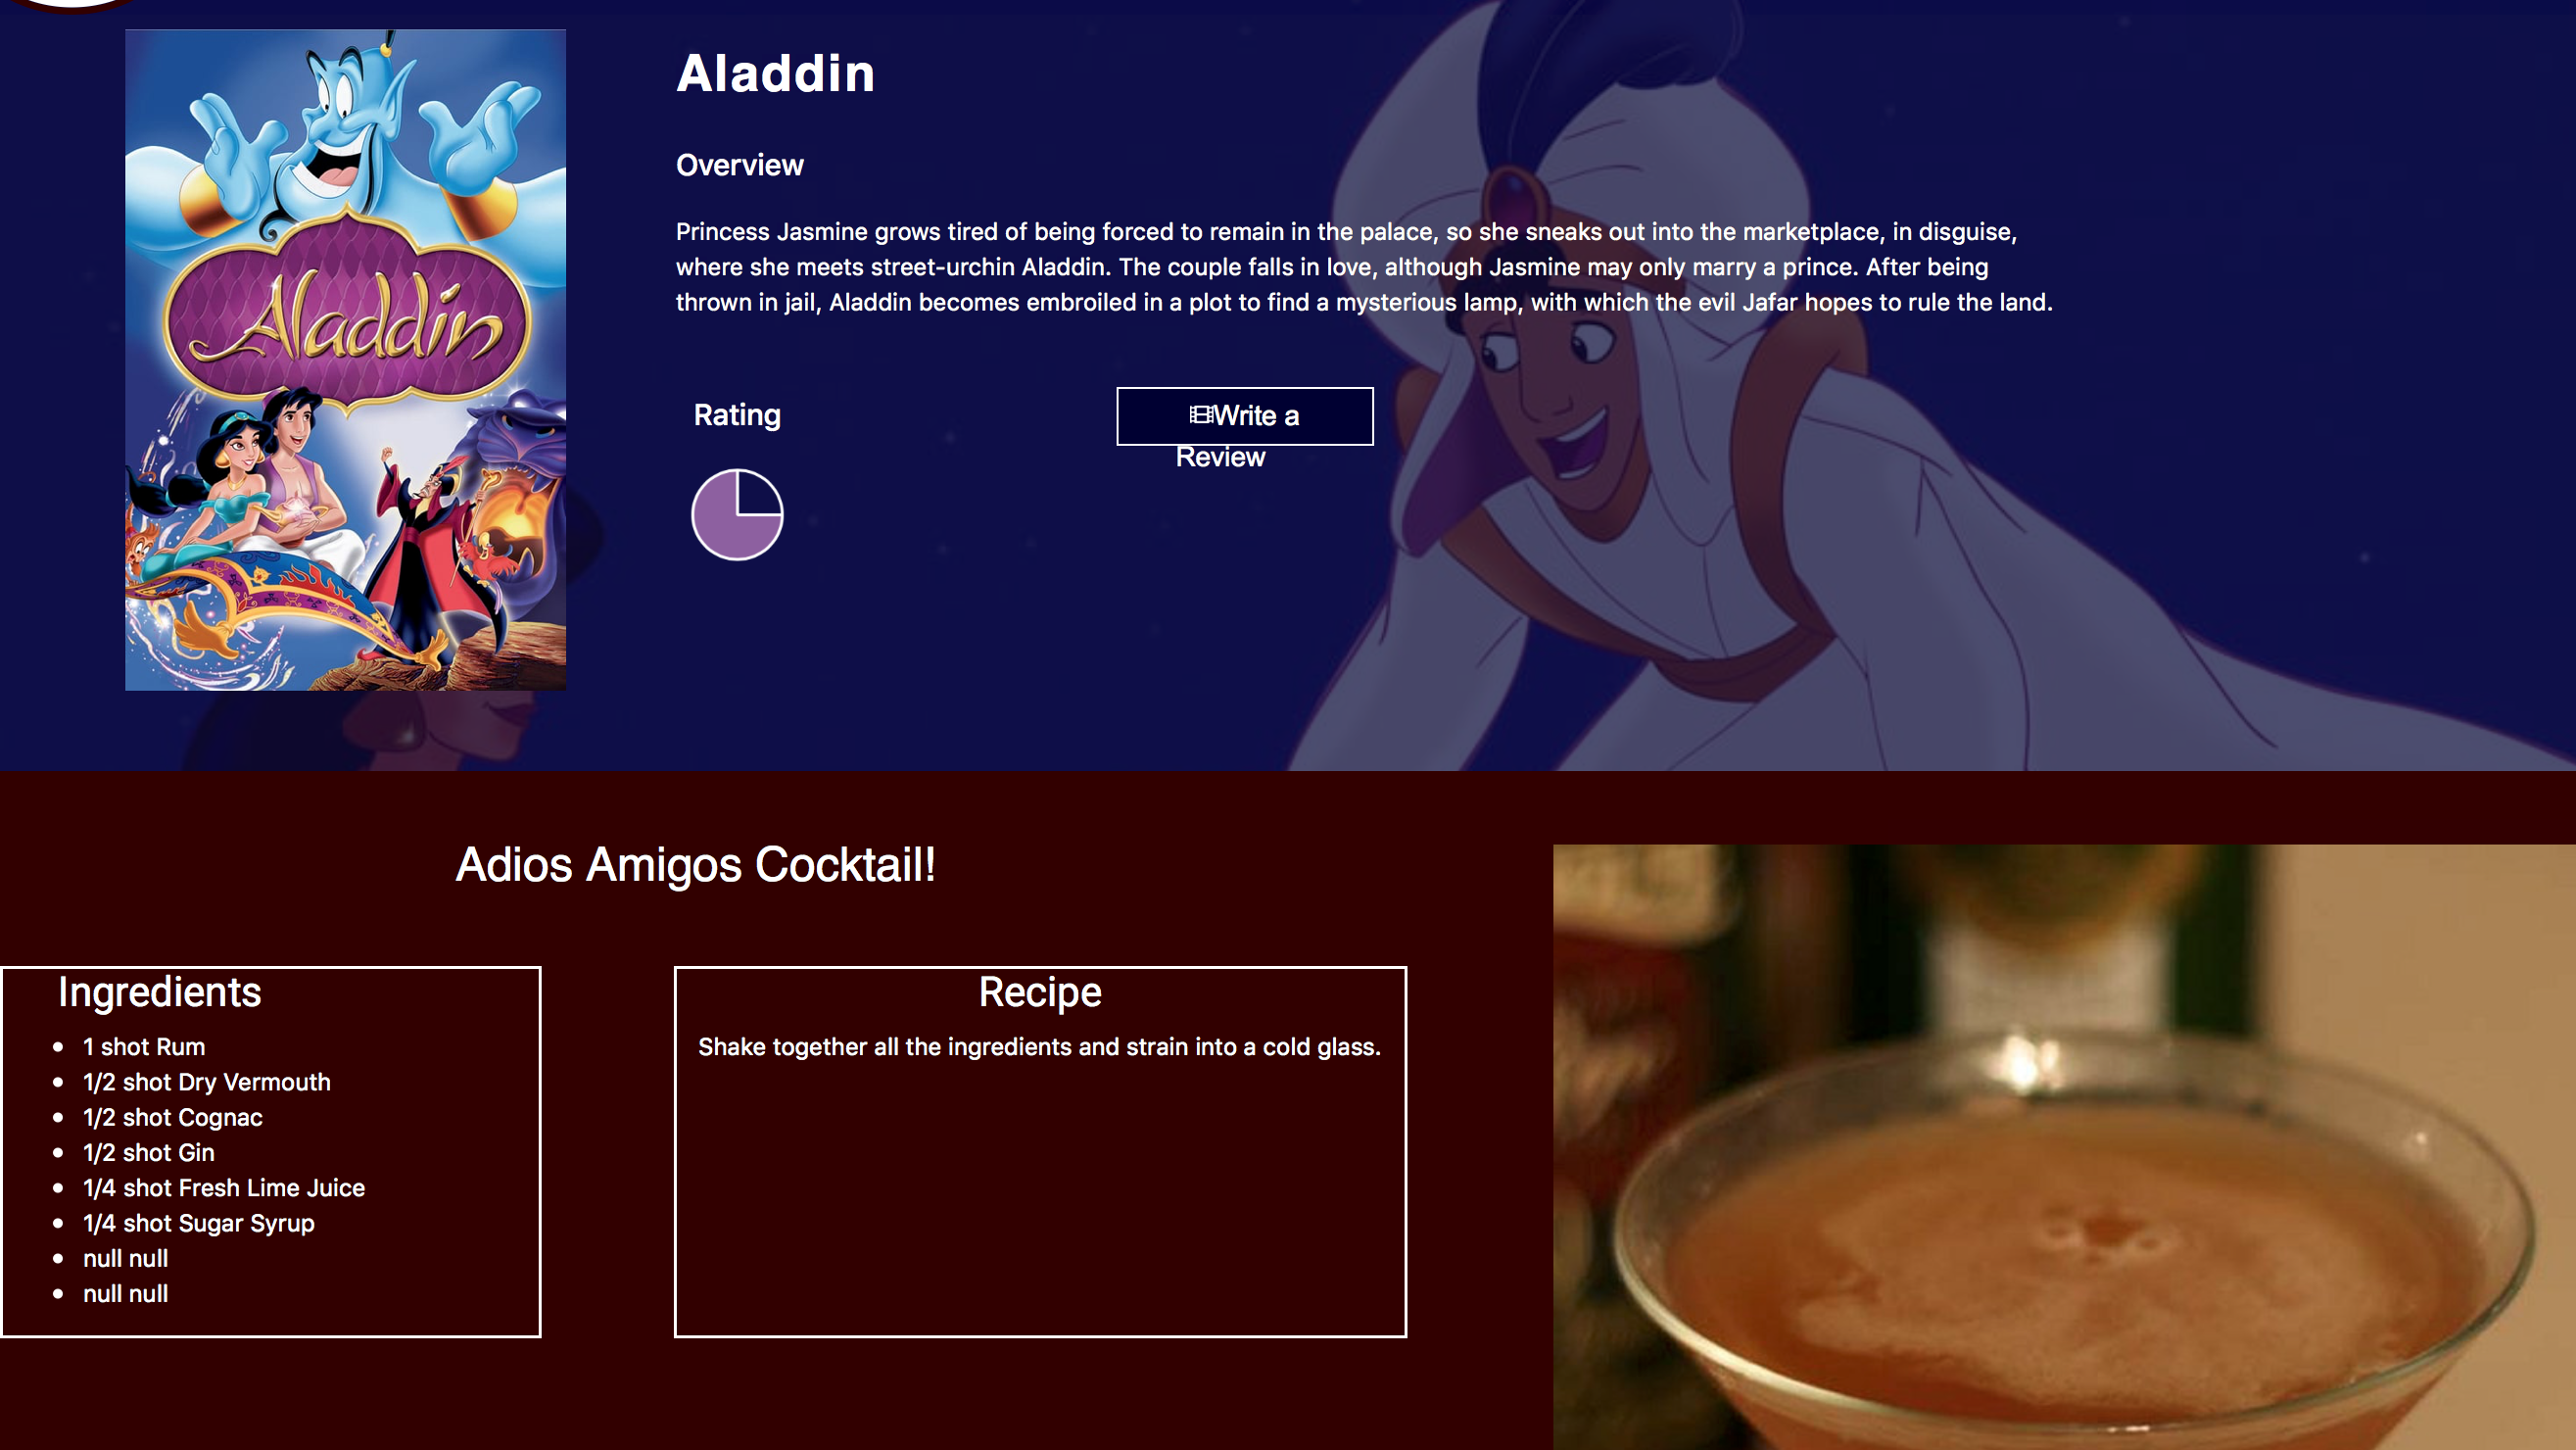 Aladdin
Aladdin
Overview
Princess Jasmine grows tired of being forced to remain in the palace, so she sneaks out into the marketplace, in disguise,
where she meets street-urchin Aladdin. The couple falls in love, although Jasmine may only marry a prince. After being
thrown in jail, Aladdin becomes embroiled in a plot to find a mysterious lamp, with which the evil Jafar hopes to rule the land.
Rating
Write a
Review
Adios Amigos Cocktail!
Ingredients
1 shot Rum
1/2 shot Dry Vermouth
1/2 shot Cognac
1/2 shot Gin
1/4 shot Fresh Lime Juice
1/4 shot Sugar Syrup
null null
null null
Recipe
Shake together all the ingredients and strain into a cold glass.